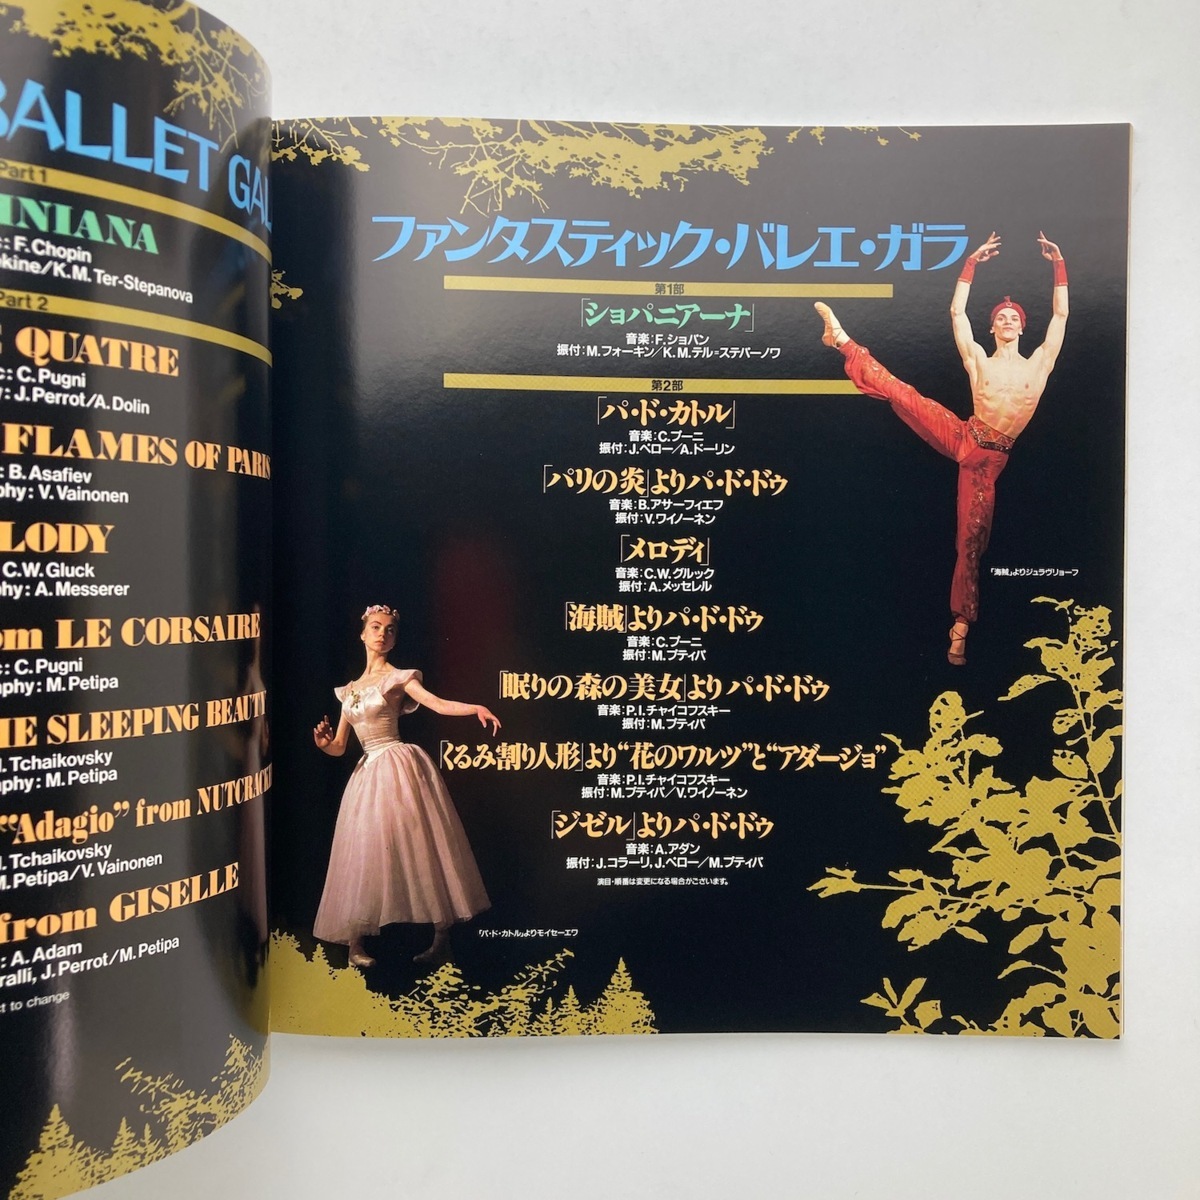 BALLET GAL
Part 1
INIANA
: F. Chopin
okine/K.M. Ter-Stepanova
Part 2
QUATRE
: C. Pugni
: J. Perrot/A. Dolin
FLAMES OF PARIS
: B. Asafiev
phy: V. Vainonen
LODY
C.W. Gluck
phy: A. Messerer
om LE CORSAIRE
: C. Pugni
aphy: M. Petipa
HE SLEEPING BEAUTY
I. Tchaikovsky
aphy: M. Petipa
“Adagio” from NUTCRACKE
I. Tchaikovsky
M. Petipa/V. Vainonen
from GISELLE
: A. Adam
ralli, J. Perrot/M. Petipa
ct to change
ファンタスティック・バレエ・ガラ
第1部
「ショパニアーナ」
音楽:F.ショパン
振付:M.フォーキン/K.M.テル=ステパーノワ
第2部
「パ・ド・カトル」
音楽:C.プーニ
振付:J.ペロー/A.ドーリン
「パリの炎」よりパ・ド・ドゥ
音楽:B.アサーフィエフ
振付:V.ワイノーネン
「メロディ」
音楽:C.W.グルック
振付:A.メッセレル
「海賊」よりパ・ド・ドゥ
音楽:C.プーニ
振付:M.プティパ
「眠りの森の美女」よりパ・ド・ドゥ
音楽:P.I.チャイコフスキー
振付:M.プティパ
「くるみ割り人形」より“花のワルツ”と“アダージョ”
音楽:P.I.チャイコフスキー
振付:M.プティパ/V.ワイノーネン
「ジゼル」よりパ・ド・ドゥ
音楽:A.アダン
振付:J.コラーリ,J.ペロー/M.プティパ
演目・順番は変更になる場合がございます。
「海賊」よりジュラヴリョーフ
「パ・ド・カトル」よりモイセーエワ